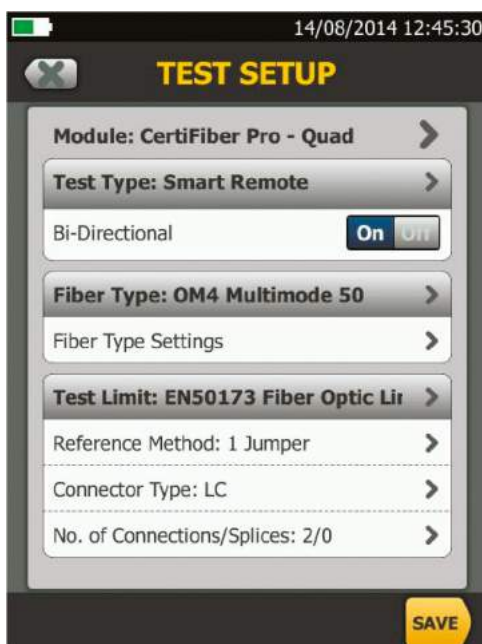 14/08/2014 12:45:30
TEST SETUP
Module: CertiFiber Pro - Quad
Test Type: Smart Remote
Bi-Directional
On Off
Fiber Type: OM4 Multimode 50
Fiber Type Settings
Test Limit: EN50173 Fiber Optic Lin
Reference Method: 1 Jumper
Connector Type: LC
No. of Connections/Splices: 2/0
SAVE